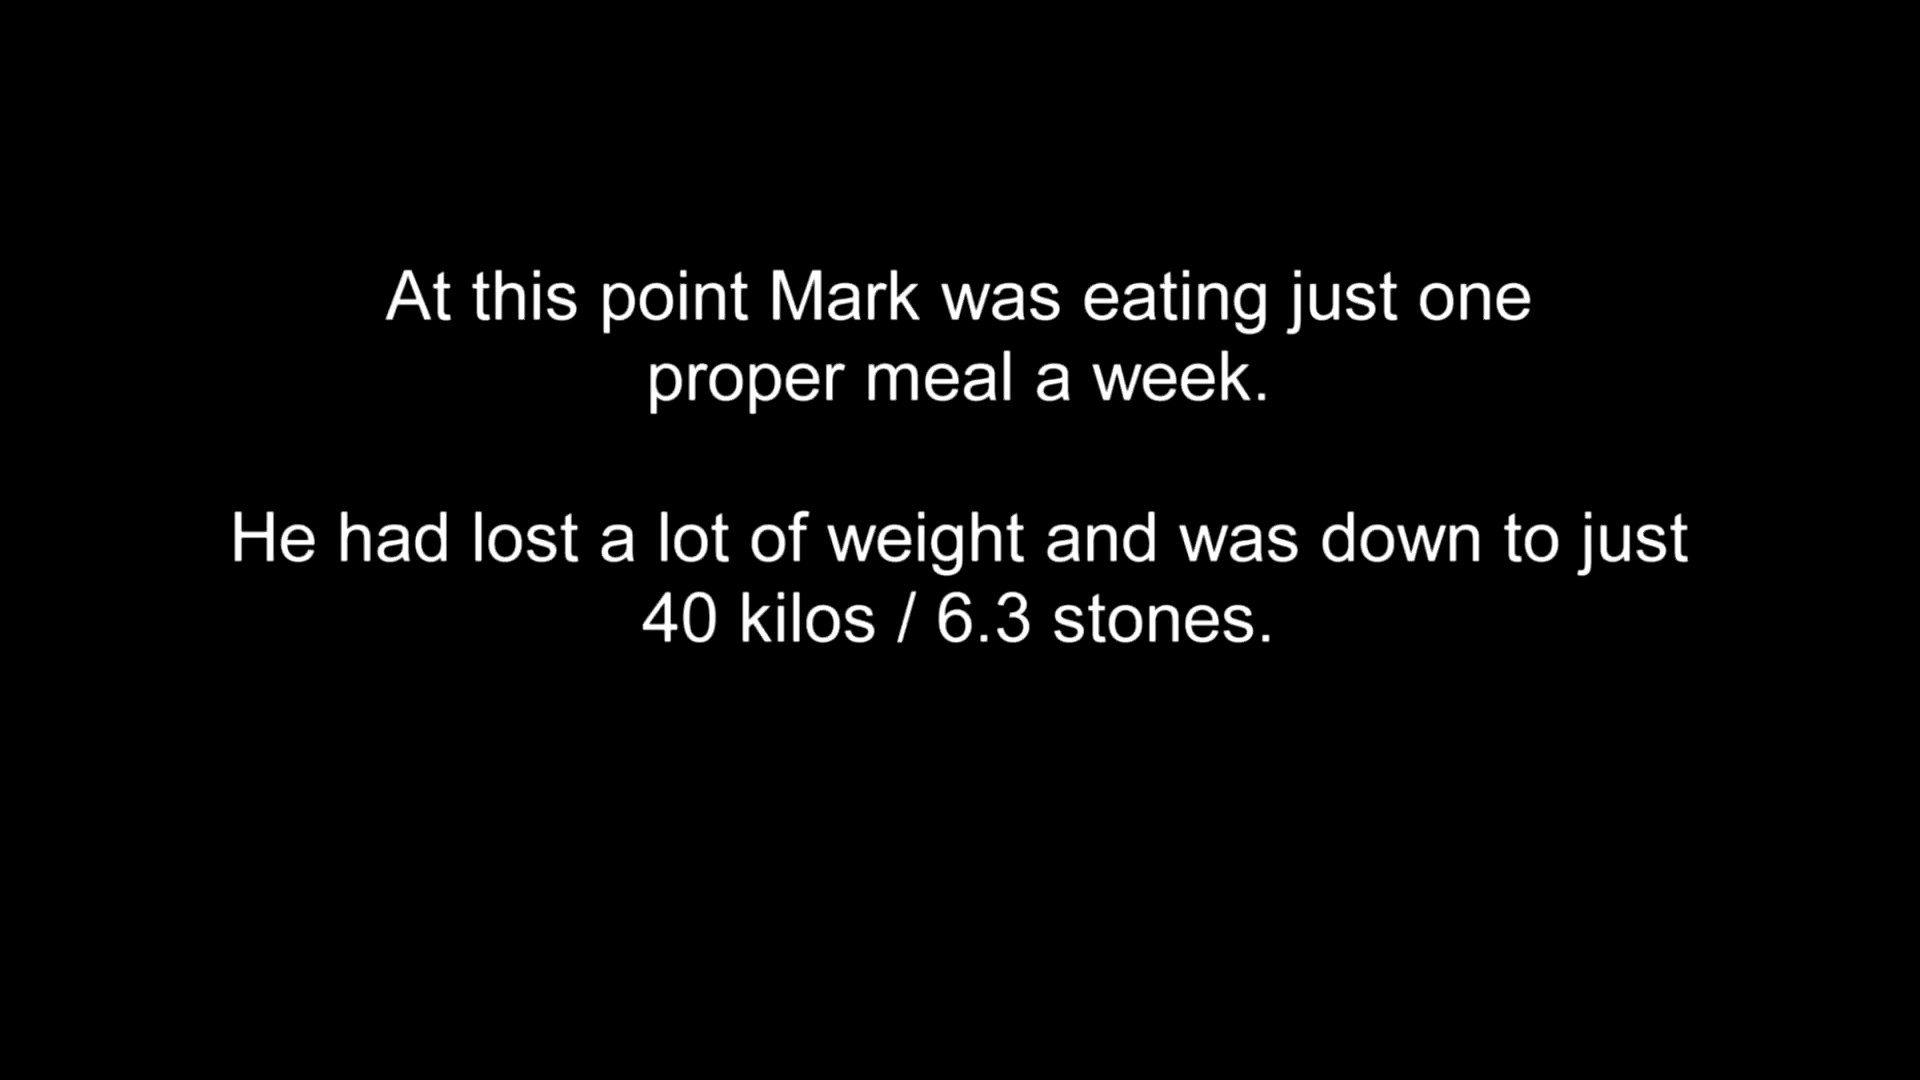 At this point Mark was eating just one
proper meal a week.
He had lost a lot of weight and was down to just
40 kilos / 6.3 stones.